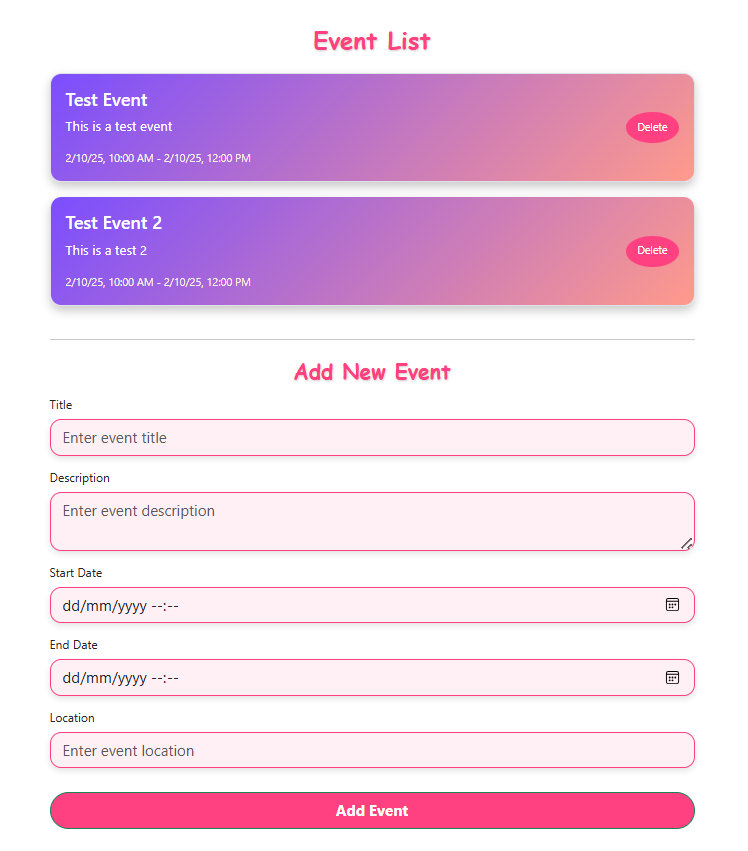 Event List
Test Event
This is a test event
2/10/25, 10:00 AM - 2/10/25, 12:00 PM
Delete
Test Event 2
This is a test 2
2/10/25, 10:00 AM - 2/10/25, 12:00 PM
Delete
Add New Event
Title
Enter event title
Description
Enter event description
Start Date
dd/mm/yyyy --:--
End Date
dd/mm/yyyy --:--
Location
Enter event location
Add Event